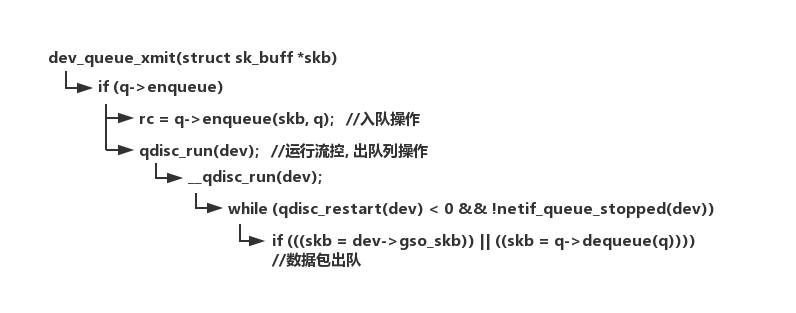 dev_queue_xmit(struct sk_buff *skb)
if (q->enqueue)
rc = q->enqueue(skb, q);   //入队操作
qdisc_run(dev);   //运行流控, 出队列操作
__qdisc_run(dev);
while (qdisc_restart(dev) < 0 && !netif_queue_stopped(dev))
if (((skb = dev->gso_skb)) || ((skb = q->dequeue(q))))
//数据包出队